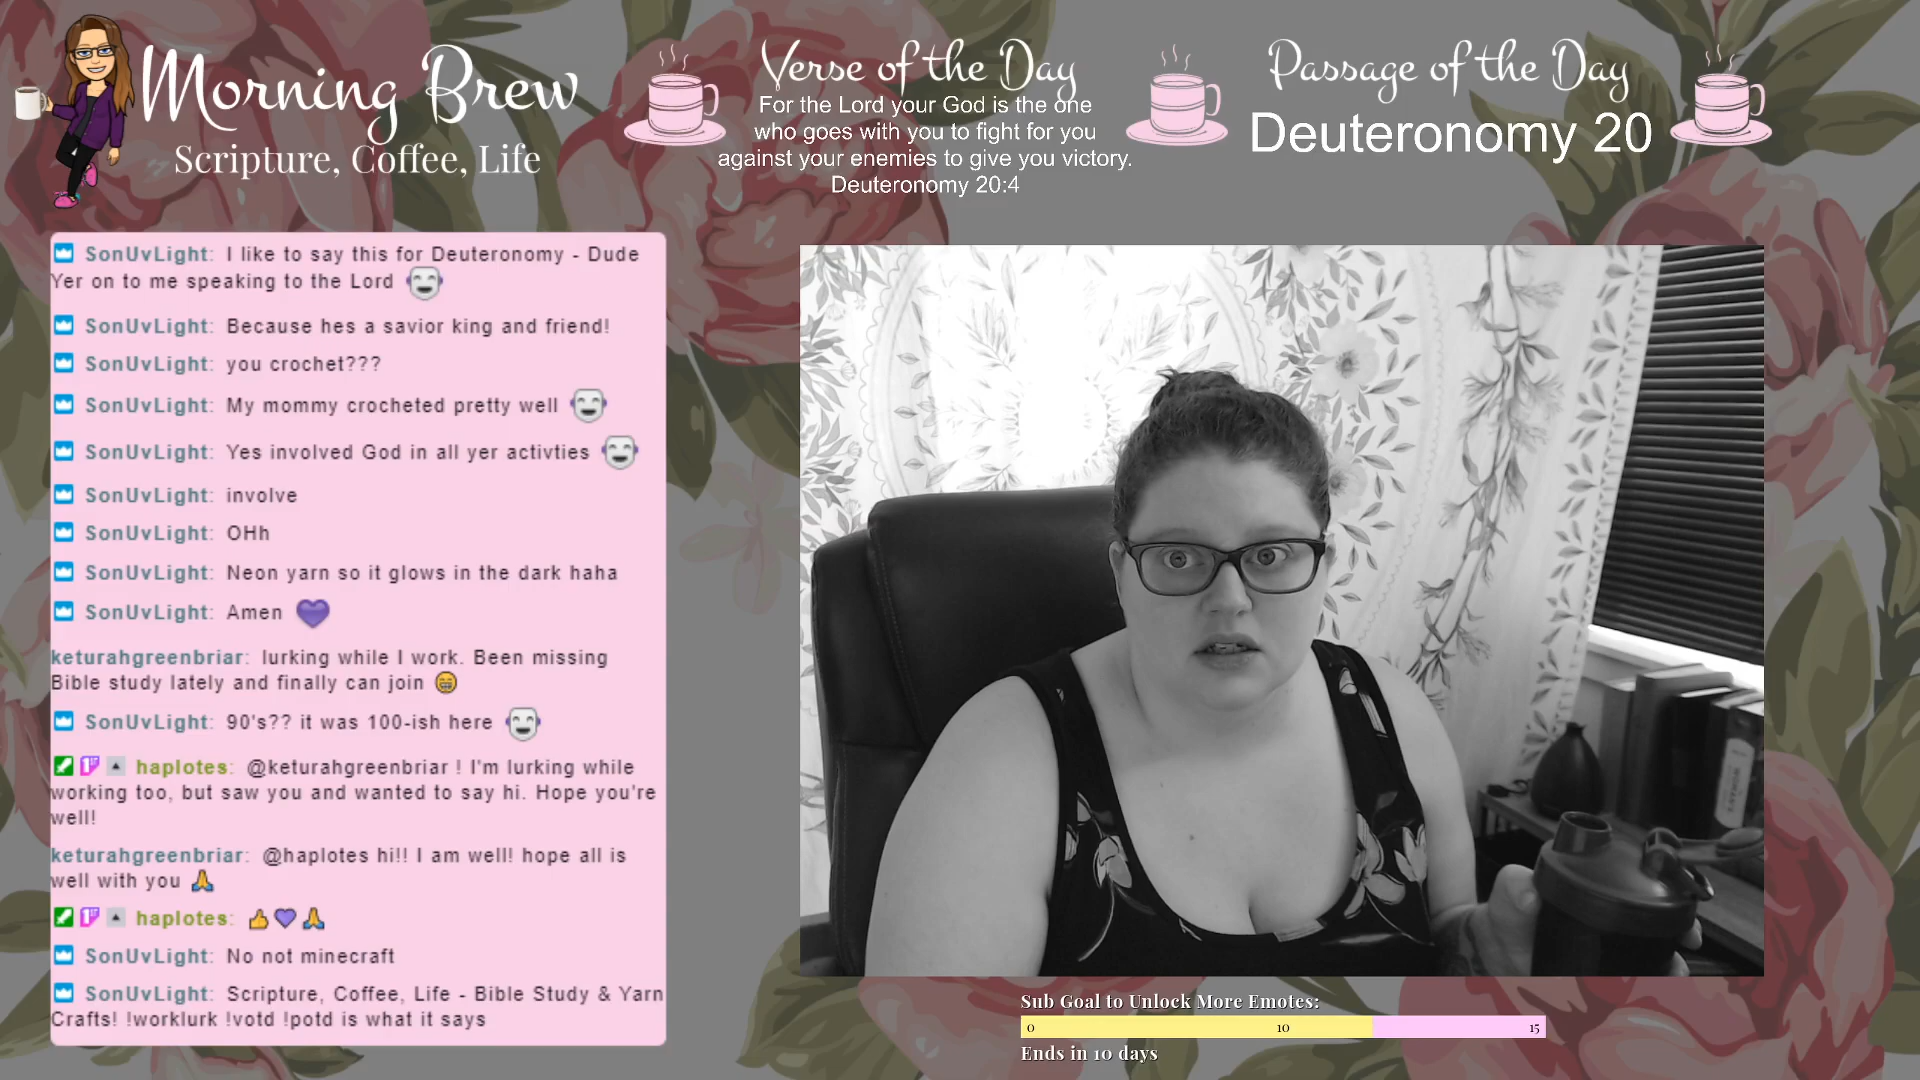 Morning Brew
Scripture, Coffee, Life
Verse of the Day
For the Lord your God is the one
who goes with you to fight for you
against your enemies to give you victory.
Deuteronomy 20:4
Passage of the Day
Deuteronomy 20
SonUvLight: I like to say this for Deuteronomy - Dude
Yer on to me speaking to the Lord
SonUvLight: Because hes a savior king and friend!
SonUvLight: you crochet???
SonUvLight: My mommy crocheted pretty well
SonUvLight: Yes involved God in all yer activties
SonUvLight: involve
SonUvLight: OHh
SonUvLight: Neon yarn so it glows in the dark haha
SonUvLight: Amen 💜
keturahgreenbriar: lurking while I work. Been missing
Bible study lately and finally can join 😁
SonUvLight: 90's?? it was 100-ish here
haplotes: @keturahgreenbriar ! I'm lurking while
working too, but saw you and wanted to say hi. Hope you're
well!
keturahgreenbriar: @haplotes hi!! I am well! hope all is
well with you 🙏
haplotes: 👍💜🙏
SonUvLight: No not minecraft
SonUvLight: Scripture, Coffee, Life - Bible Study & Yarn
Crafts! !worklurk !votd !potd is what it says
Sub Goal to Unlock More Emotes:
0 10 15
Ends in 10 days